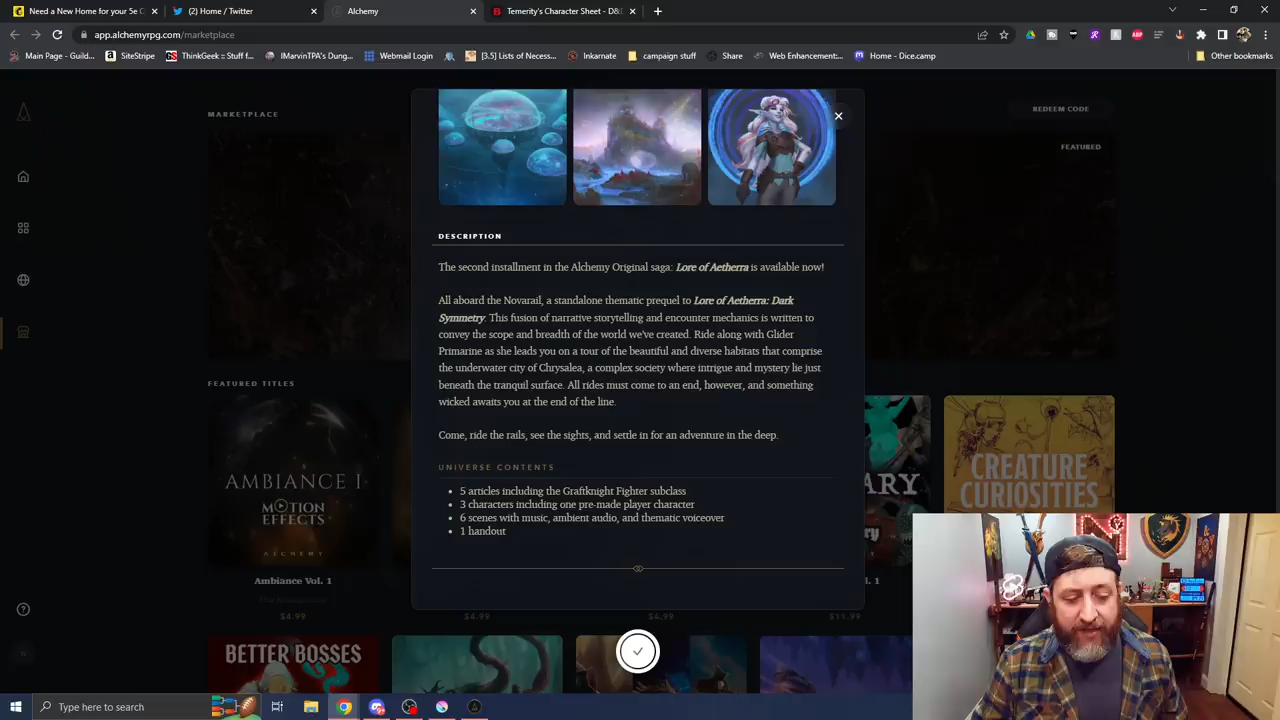 Need a New Home for your 5e C
(2) Home / Twitter
Alchemy
Temerity's Character Sheet - D&
app.alchemyrpg.com/marketplace
Main Page - Guild...
SiteStripe
ThinkGeek :: Stuff f...
IMarvinTPA's Dung...
Webmail Login
[3.5] Lists of Necess...
Inkarnate
campaign stuff
Share
Web Enhancement:...
Home - Dice.camp
Other bookmarks
MARKETPLACE
REDEEM CODE
FEATURED
DESCRIPTION
The second installment in the Alchemy Original saga: Lore of Aetherra is available now!
All aboard the Novarail, a standalone thematic prequel to Lore of Aetherra: Dark
Symmetry. This fusion of narrative storytelling and encounter mechanics is written to
convey the scope and breadth of the world we've created. Ride along with Glider
Primarine as she leads you on a tour of the beautiful and diverse habitats that comprise
the underwater city of Chrysalea, a complex society where intrigue and mystery lie just
beneath the tranquil surface. All rides must come to an end, however, and something
wicked awaits you at the end of the line.
Come, ride the rails, see the sights, and settle in for an adventure in the deep.
UNIVERSE CONTENTS
5 articles including the Graftknight Fighter subclass
3 characters including one pre-made player character
6 scenes with music, ambient audio, and thematic voiceover
1 handout
FEATURED TITLES
AMBIANCE I
MOTION
EFFECTS
ALCHEMY
CREATURE
CURIOSITIES
Ambiance Vol. 1
$4.99
$4.99
$4.99
$11.99
BETTER BOSSES
Type here to search